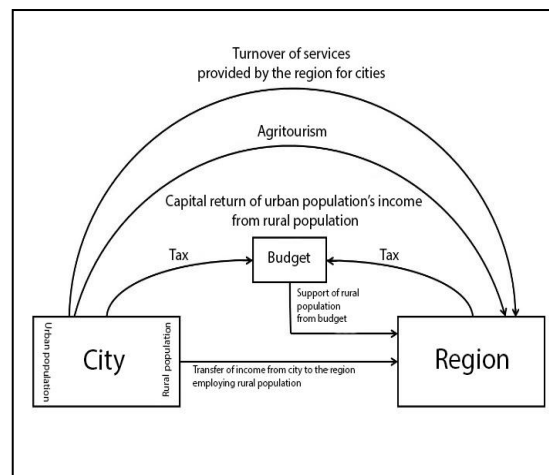 Turnover of services
provided by the region for cities
Agritourism
Capital return of urban population's income
from rural population
Tax
Budget
Tax
Support of rural
population
from budget
Urban population
City
Rural population
Region
Transfer of income from city to the region
employing rural population